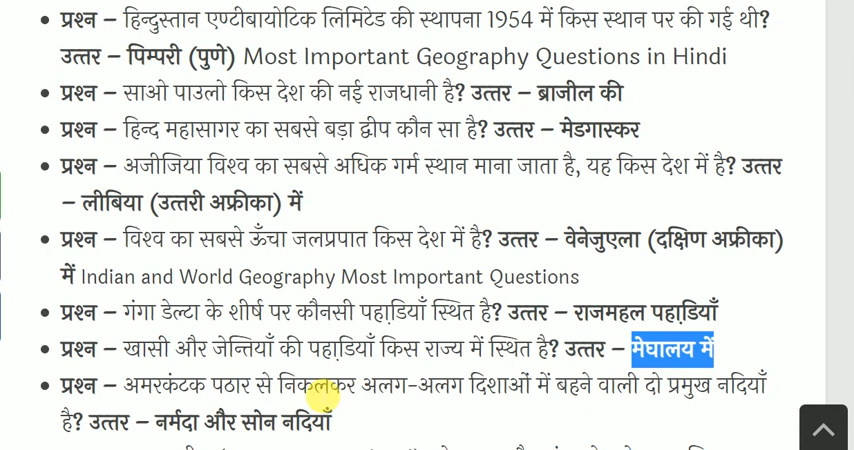 प्रश्न – हिन्दुस्तान एण्टीबायोटिक लिमिटेड की स्थापना 1954 में किस स्थान पर की गई थी?
उत्तर – पिम्परी (पुणे) Most Important Geography Questions in Hindi
प्रश्न – साओ पाउलो किस देश की नई राजधानी है? उत्तर – ब्राजील की
प्रश्न – हिन्द महासागर का सबसे बड़ा द्वीप कौन सा है? उत्तर – मेडगास्कर
प्रश्न – अजीजिया विश्व का सबसे अधिक गर्म स्थान माना जाता है, यह किस देश में है? उत्तर
– लीबिया (उत्तरी अफ्रीका) में
प्रश्न – विश्व का सबसे ऊँचा जलप्रपात किस देश में है? उत्तर – वेनेजुएला (दक्षिण अफ्रीका)
में Indian and World Geography Most Important Questions
प्रश्न – गंगा डेल्टा के शीर्ष पर कौनसी पहाड़ियाँ स्थित है? उत्तर – राजमहल पहाड़ियाँ
प्रश्न – खासी और जेन्तियाँ की पहाड़ियाँ किस राज्य में स्थित है? उत्तर – मेघालय में
प्रश्न – अमरकंटक पठार से निकलकर अलग-अलग दिशाओं में बहने वाली दो प्रमुख नदियाँ
है? उत्तर – नर्मदा और सोन नदियाँ